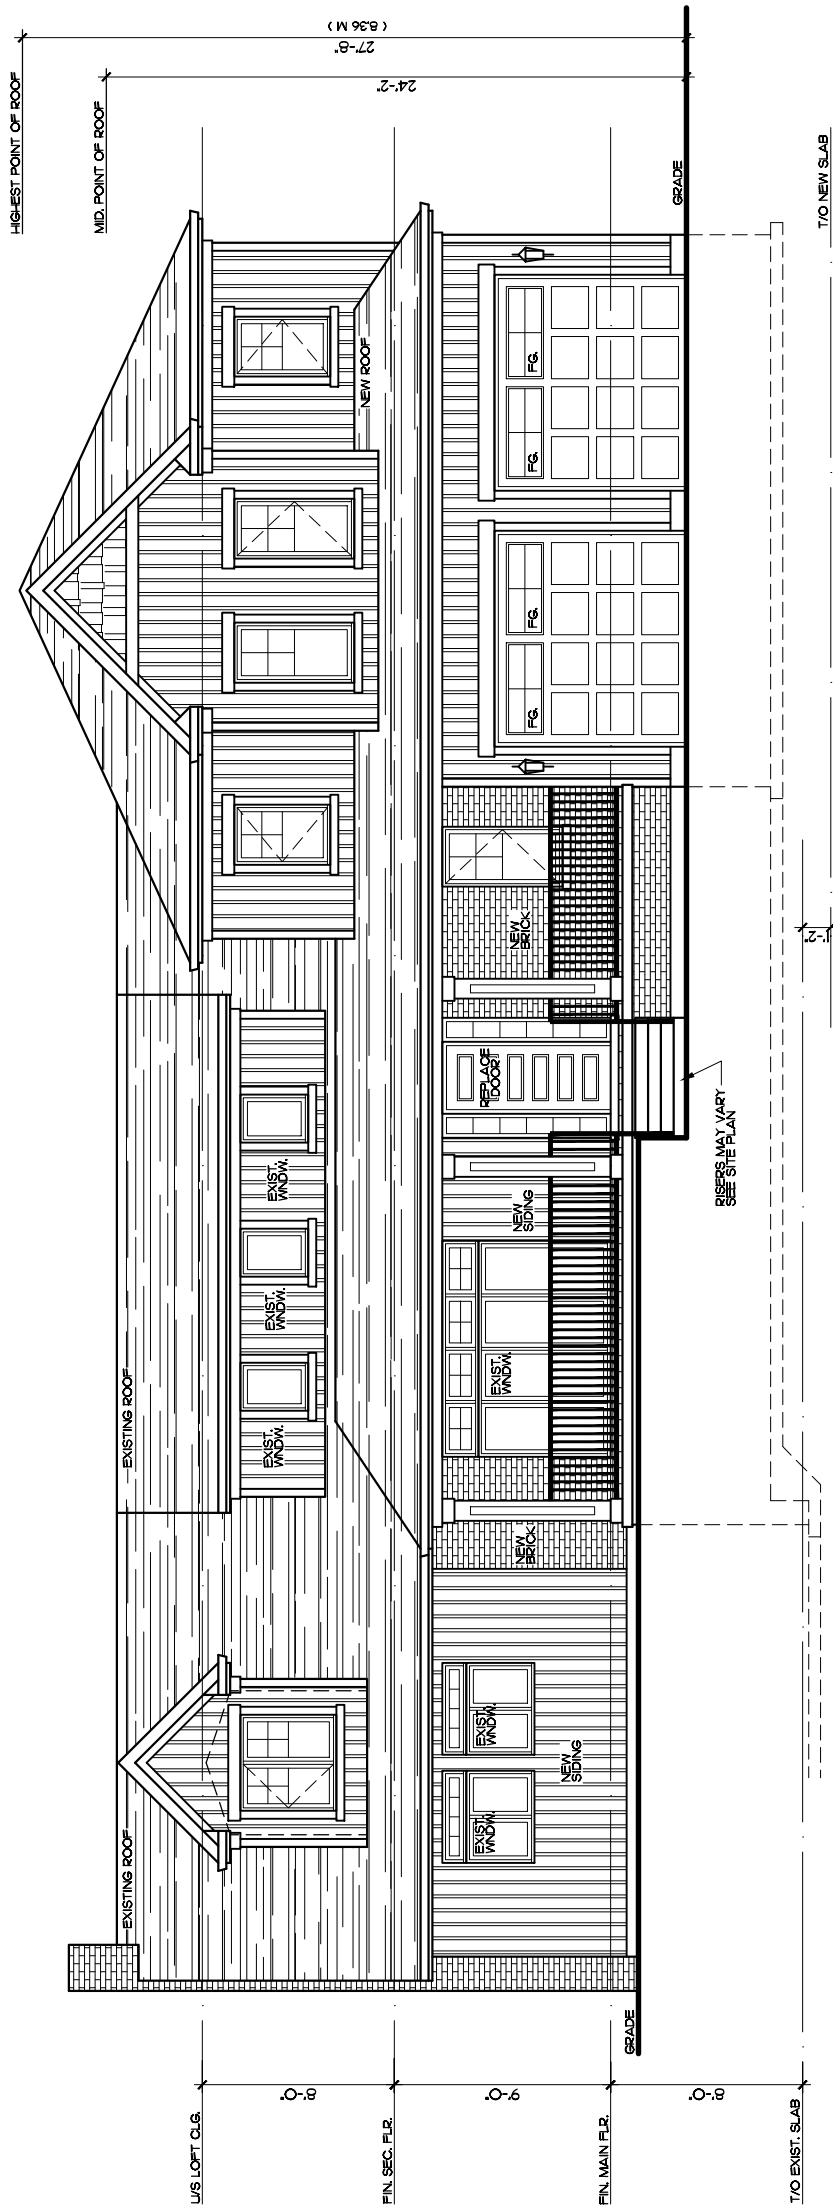 HIGHEST POINT OF ROOF
MID. POINT OF ROOF
27'-8"
( 8.36 M )
24'-2"
GRADE
T/O NEW SLAB
1'-2"
NEW ROOF
FG.
FG.
FG.
FG.
NEW
BRICK
REPLACE
DOOR
RISERS MAY VARY
SEE SITE PLAN
NEW
SIDING
EXIST.
WNDW.
EXIST.
WNDW.
EXIST.
WNDW.
EXIST.
WNDW.
EXISTING ROOF
NEW
BRICK
EXIST.
WNDW.
EXIST.
WNDW.
NEW
SIDING
EXISTING ROOF
GRADE
U/S LOFT CLG.
8'-0"
FIN. SEC. FLR.
9'-0"
FIN. MAIN FLR.
8'-0"
T/O EXIST. SLAB